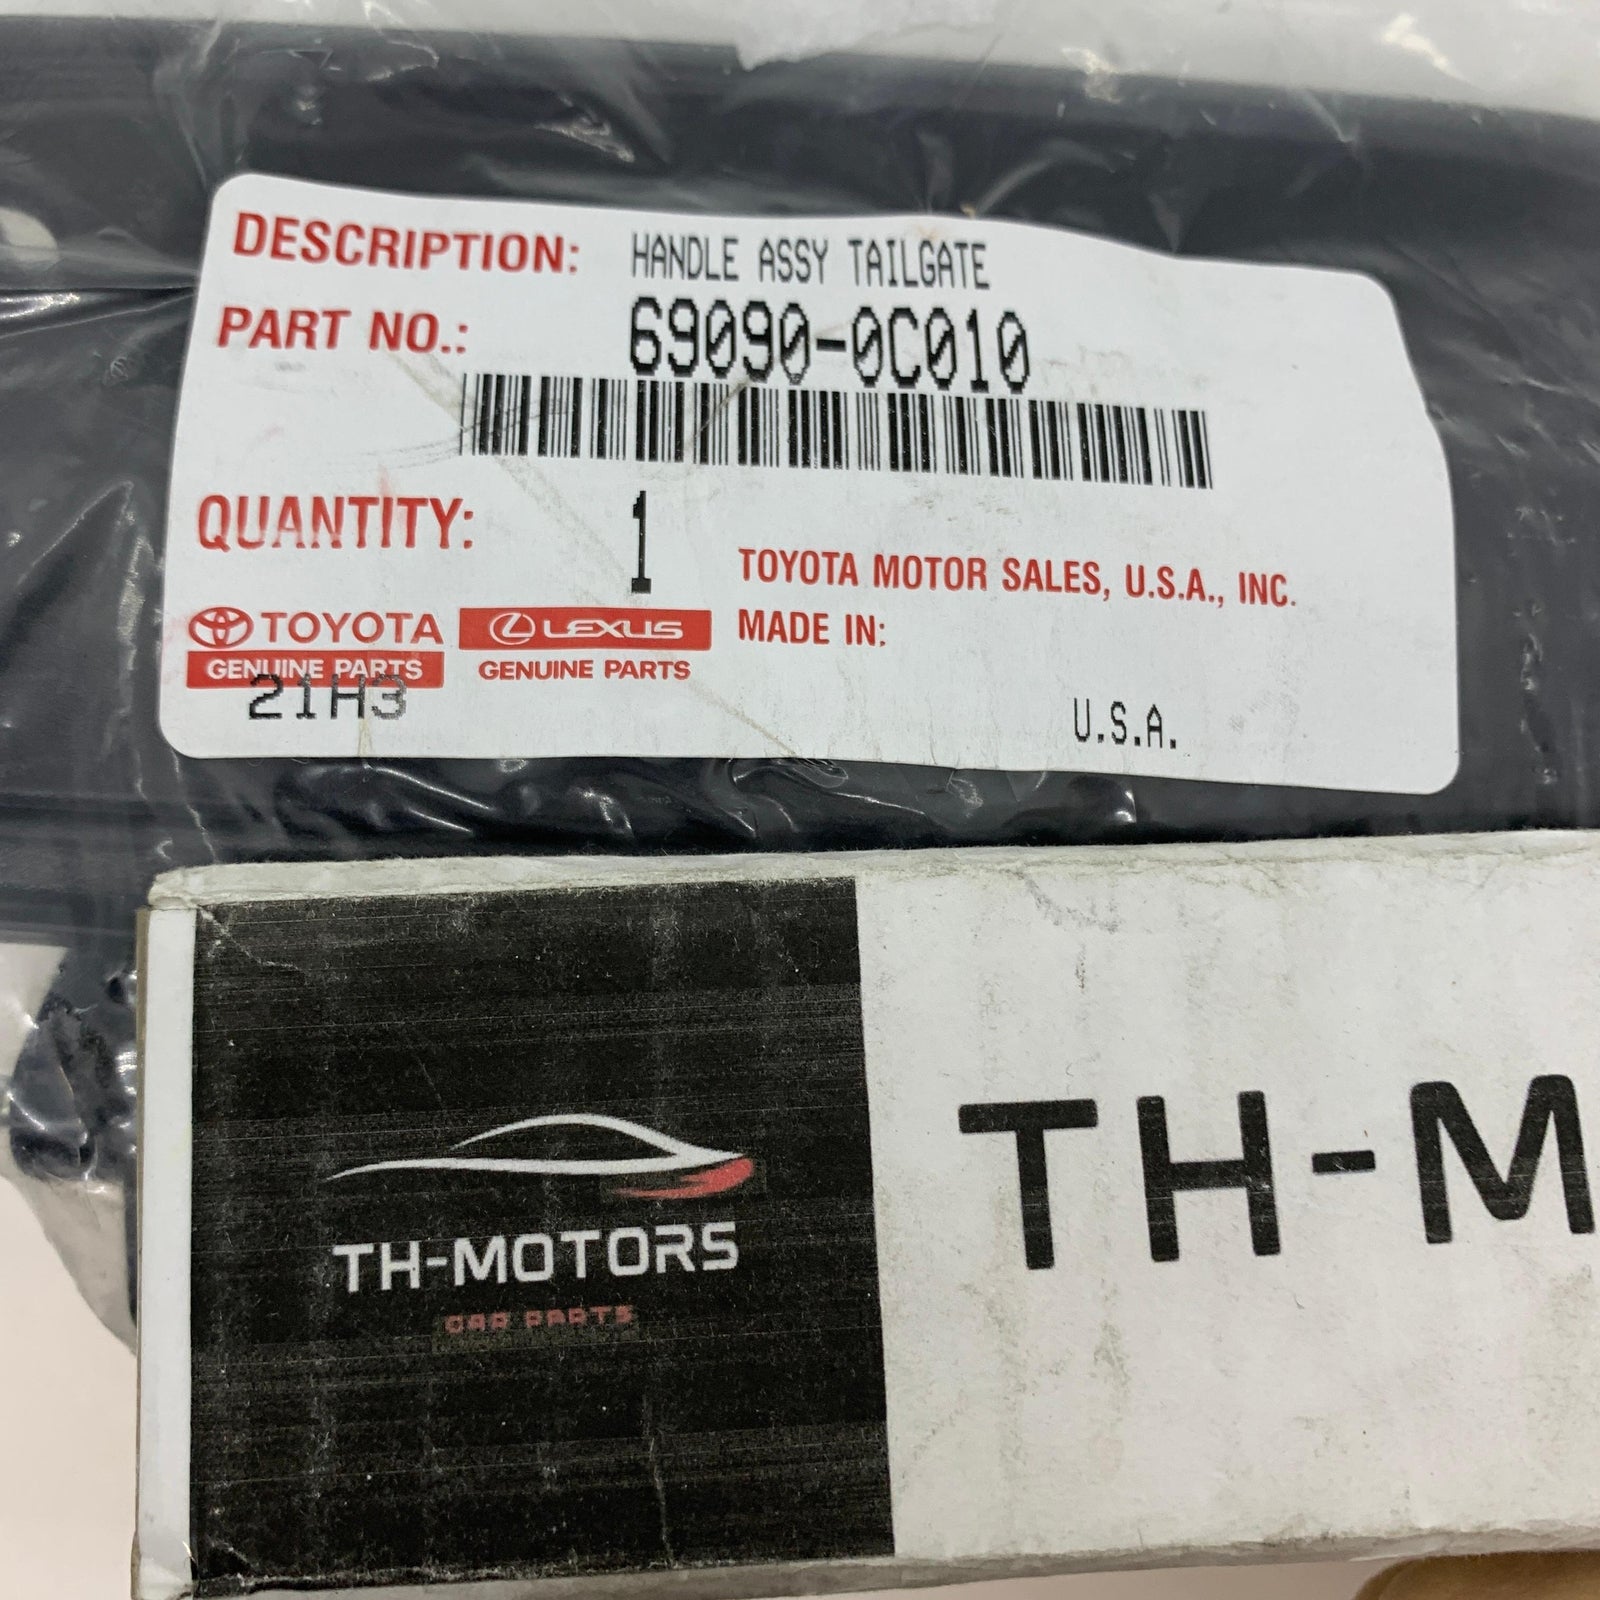 DESCRIPTION: HANDLE ASSY TAILGATE
PART NO.: 69090-0C010
QUANTITY: 1
TOYOTA MOTOR SALES, U.S.A., INC.
TOYOTA LEXUS MADE IN:
GENUINE PARTS GENUINE PARTS
21H3 U.S.A.
TH-M
TH-MOTORS
CAR PARTS